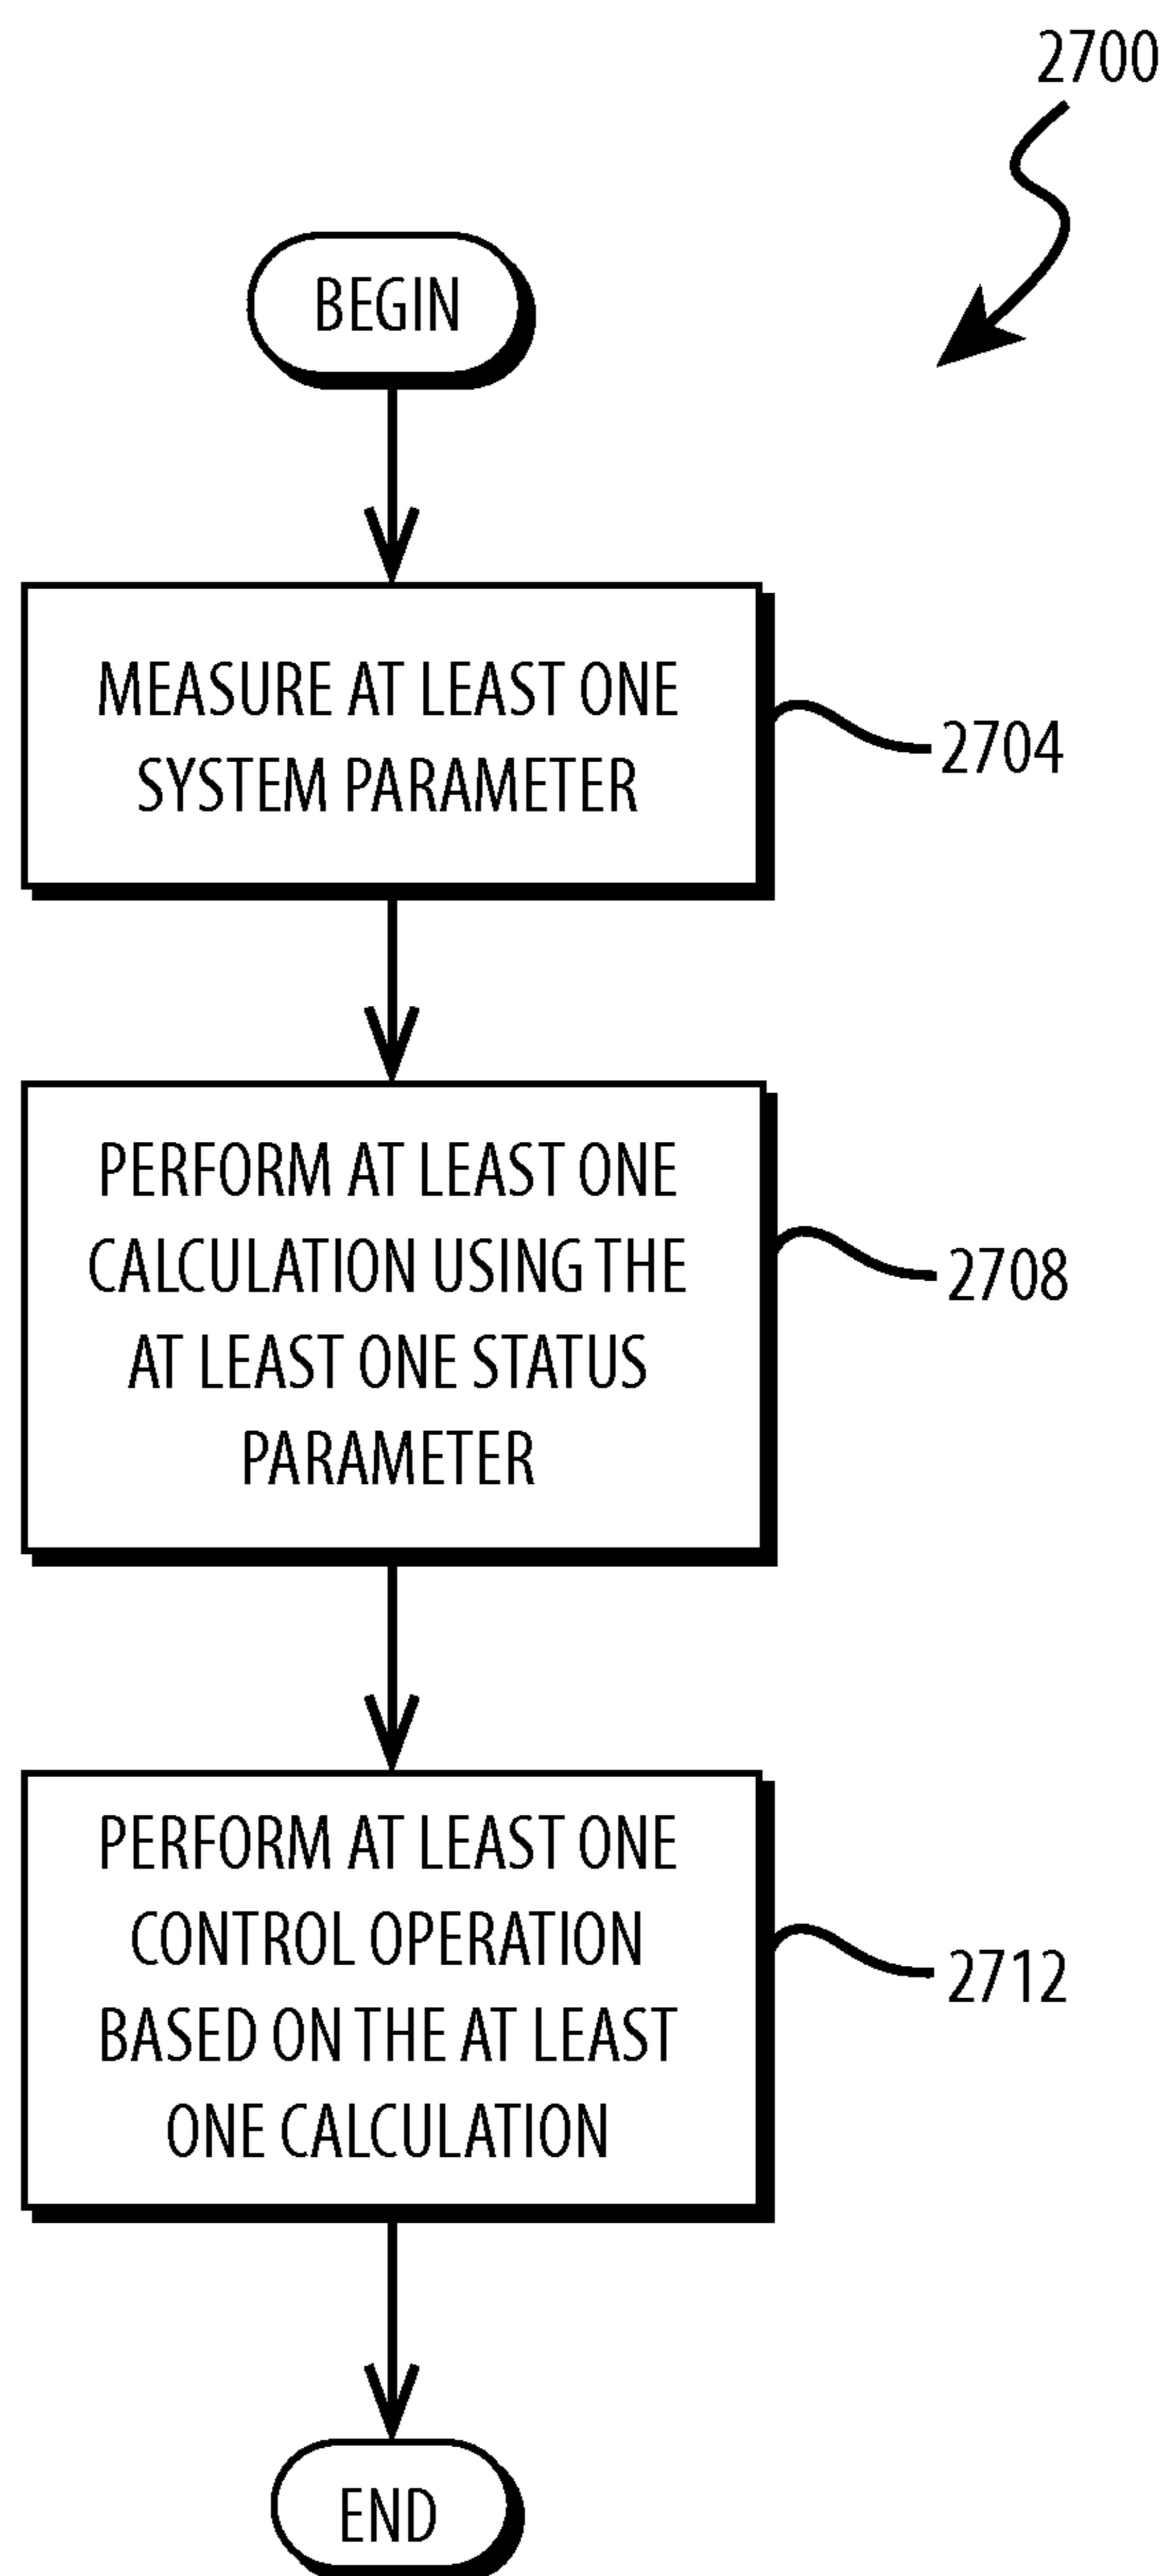 2700
BEGIN
MEASURE AT LEAST ONE
SYSTEM PARAMETER
2704
PERFORM AT LEAST ONE
CALCULATION USING THE
AT LEAST ONE STATUS
PARAMETER
2708
PERFORM AT LEAST ONE
CONTROL OPERATION
BASED ON THE AT LEAST
ONE CALCULATION
2712
END